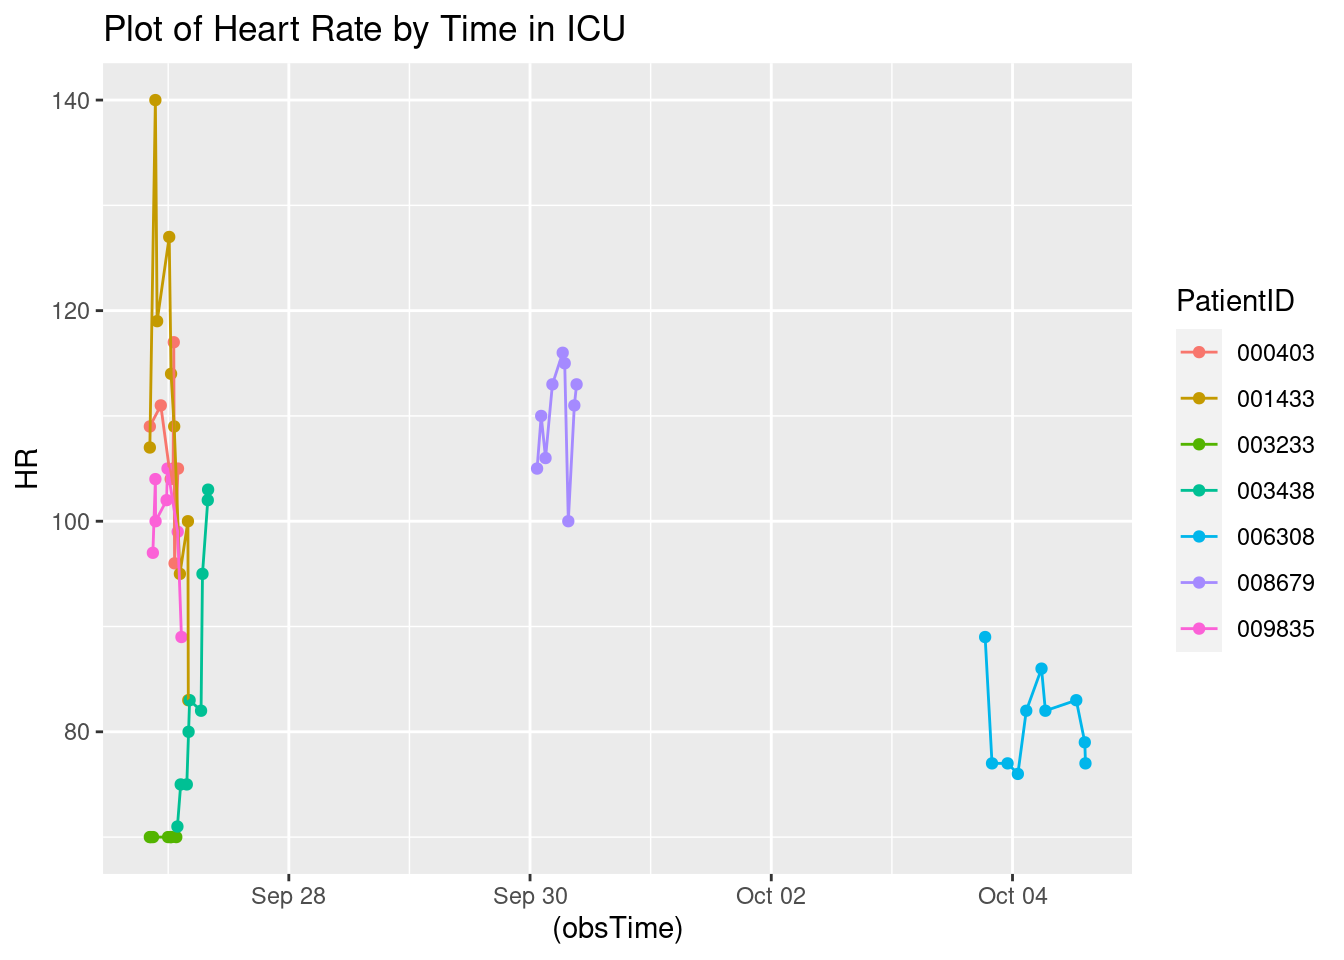 Plot of Heart Rate by Time in ICU
140
120
100
80
HR
Sep 28
Sep 30
Oct 02
Oct 04
(obsTime)
PatientID
000403
001433
003233
003438
006308
008679
009835